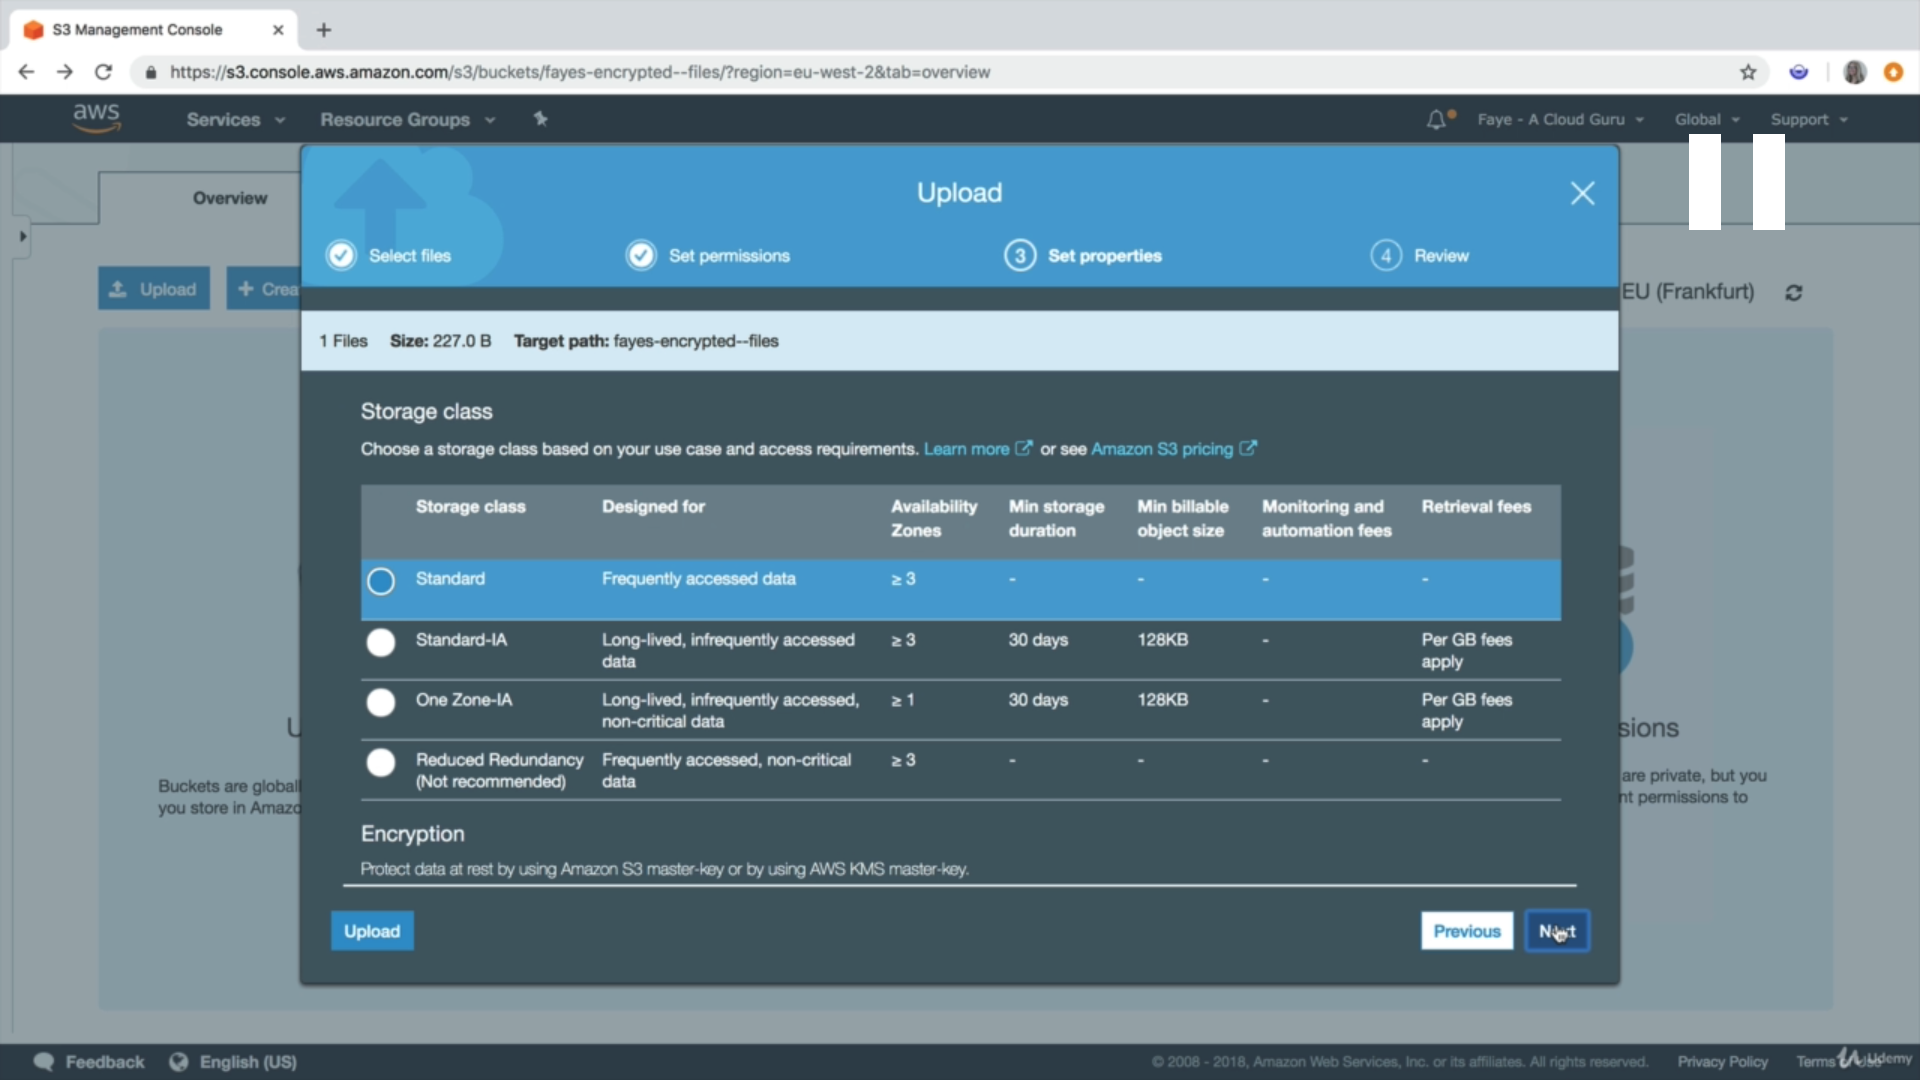 S3 Management Console
https://s3.console.aws.amazon.com/s3/buckets/fayes-encrypted--files/?region=eu-west-2&tab=overview
aws
Services
Resource Groups
Faye - A Cloud Guru
Global
Support
Overview
Upload
Crea
EU (Frankfurt)
Upload
Select files
Set permissions
3 Set properties
4 Review
1 Files Size: 227.0 B Target path: fayes-encrypted--files
Storage class
Choose a storage class based on your use case and access requirements. Learn more or see Amazon S3 pricing
Storage class
Designed for
Availability Zones
Min storage duration
Min billable object size
Monitoring and automation fees
Retrieval fees
Standard Frequently accessed data ≥ 3 - - - -
Standard-IA Long-lived, infrequently accessed data ≥ 3 30 days 128KB - Per GB fees apply
One Zone-IA Long-lived, infrequently accessed, non-critical data ≥ 1 30 days 128KB - Per GB fees apply
Reduced Redundancy (Not recommended) Frequently accessed, non-critical data ≥ 3 - - - -
Encryption
Protect data at rest by using Amazon S3 master-key or by using AWS KMS master-key.
Upload
Previous
Next
U
Buckets are globall
you store in Amazo
sions
are private, but you
nt permissions to
Feedback
English (US)
© 2008 - 2018, Amazon Web Services, Inc. or its affiliates. All rights reserved.
Privacy Policy
Terms
Udemy